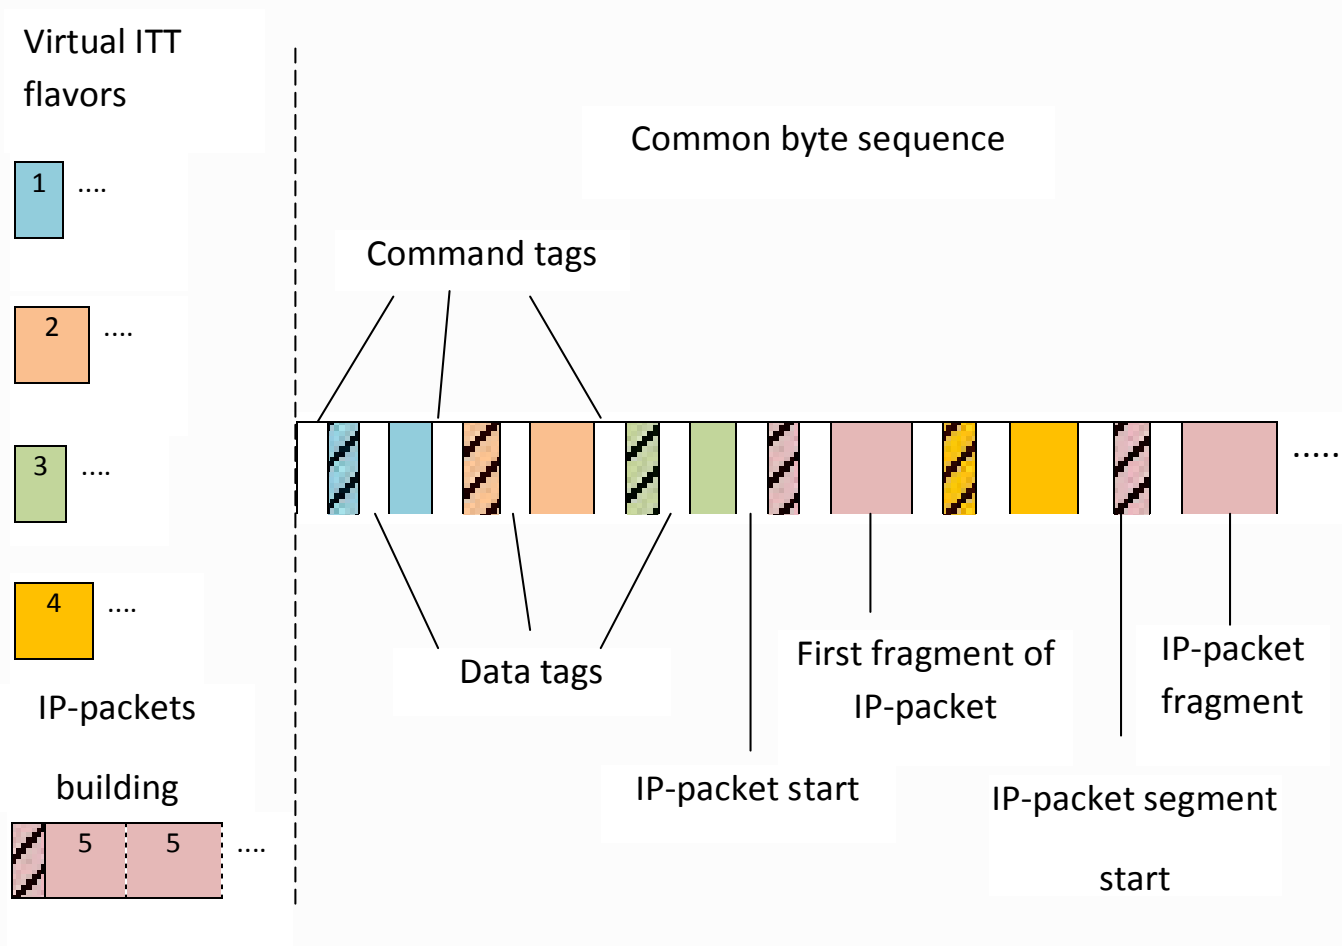 Virtual ITT
flavors
1 ....
2 ....
3 ....
4 ....
IP-packets
building
5 5 ....
Common byte sequence
Command tags
.....
Data tags
First fragment of
IP-packet
IP-packet
fragment
IP-packet start
IP-packet segment
start